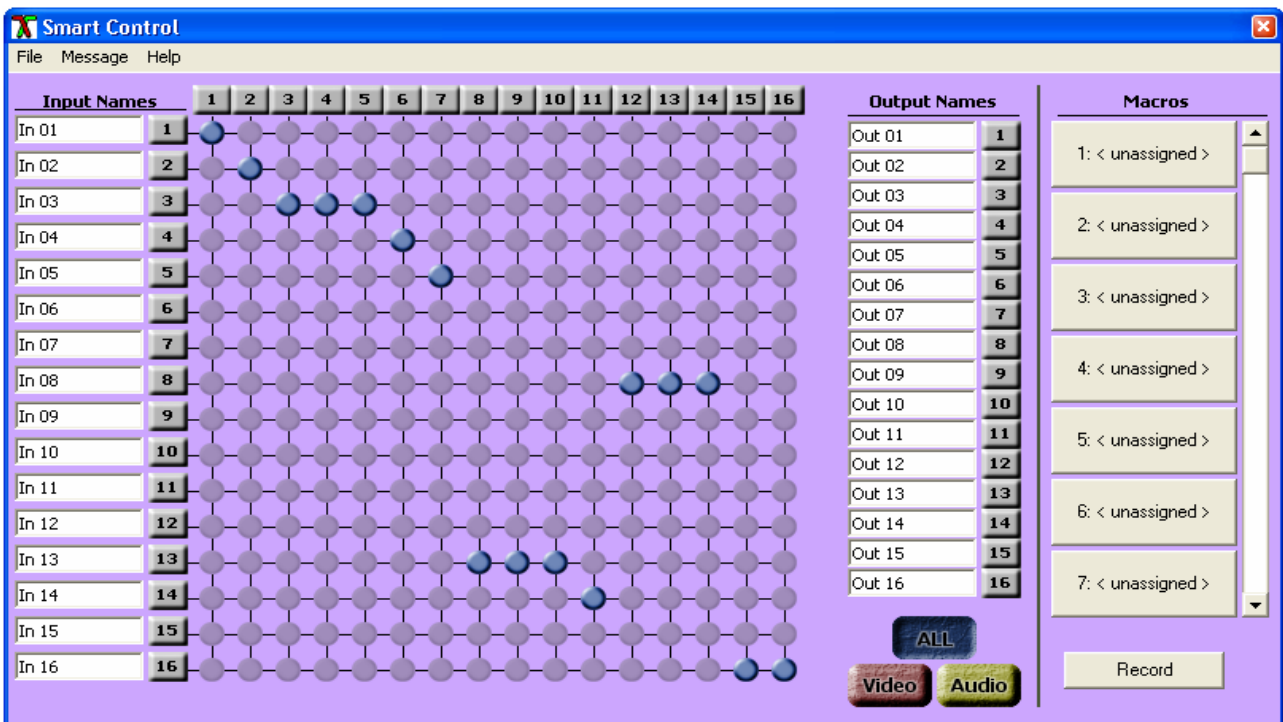 Smart Control
File Message Help
Input Names 1 2 3 4 5 6 7 8 9 10 11 12 13 14 15 16
In 01 1
In 02 2
In 03 3
In 04 4
In 05 5
In 06 6
In 07 7
In 08 8
In 09 9
In 10 10
In 11 11
In 12 12
In 13 13
In 14 14
In 15 15
In 16 16
Output Names
Out 01 1
Out 02 2
Out 03 3
Out 04 4
Out 05 5
Out 06 6
Out 07 7
Out 08 8
Out 09 9
Out 10 10
Out 11 11
Out 12 12
Out 13 13
Out 14 14
Out 15 15
Out 16 16
ALL
Video Audio
Macros
1: < unassigned >
2: < unassigned >
3: < unassigned >
4: < unassigned >
5: < unassigned >
6: < unassigned >
7: < unassigned >
Record